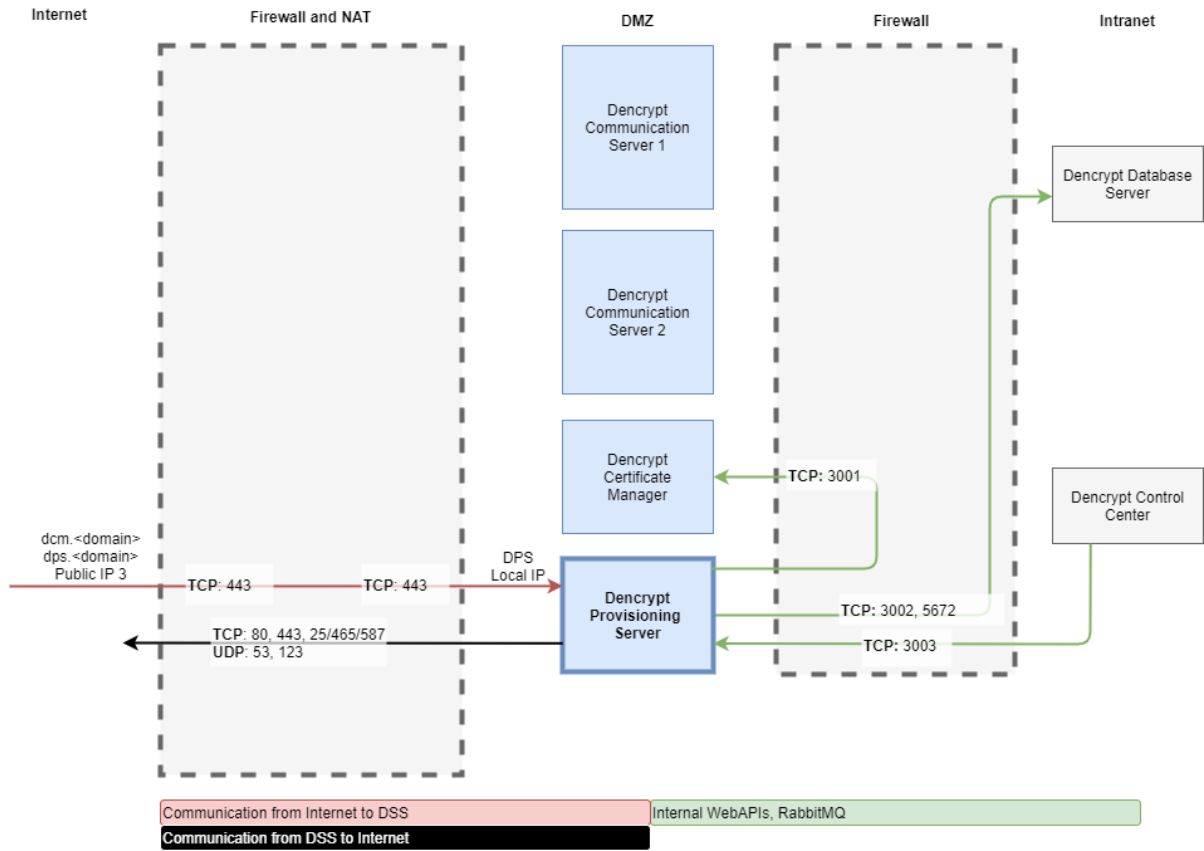 Internet
Firewall and NAT
DMZ
Firewall
Intranet
Dencrypt
Communication
Server 1
Dencrypt Database
Server
Dencrypt
Communication
Server 2
Dencrypt
Certificate
Manager
TCP: 3001
Dencrypt Control
Center
dcm.<domain>
dps.<domain>
Public IP 3
TCP: 443
TCP: 443
DPS
Local IP
Dencrypt
Provisioning
Server
TCP: 3002, 5672
TCP: 3003
TCP: 80, 443, 25/465/587
UDP: 53, 123
Communication from Internet to DSS
Internal WebAPIs, RabbitMQ
Communication from DSS to Internet